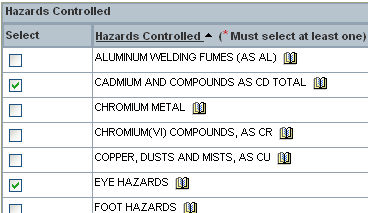 Hazards Controlled
Select Hazards Controlled (* Must select at least one)
ALUMINUM WELDING FUMES (AS AL)
CADMIUM AND COMPOUNDS AS CD TOTAL
CHROMIUM METAL
CHROMIUM(VI) COMPOUNDS, AS CR
COPPER, DUSTS AND MISTS, AS CU
EYE HAZARDS
FOOT HAZARDS